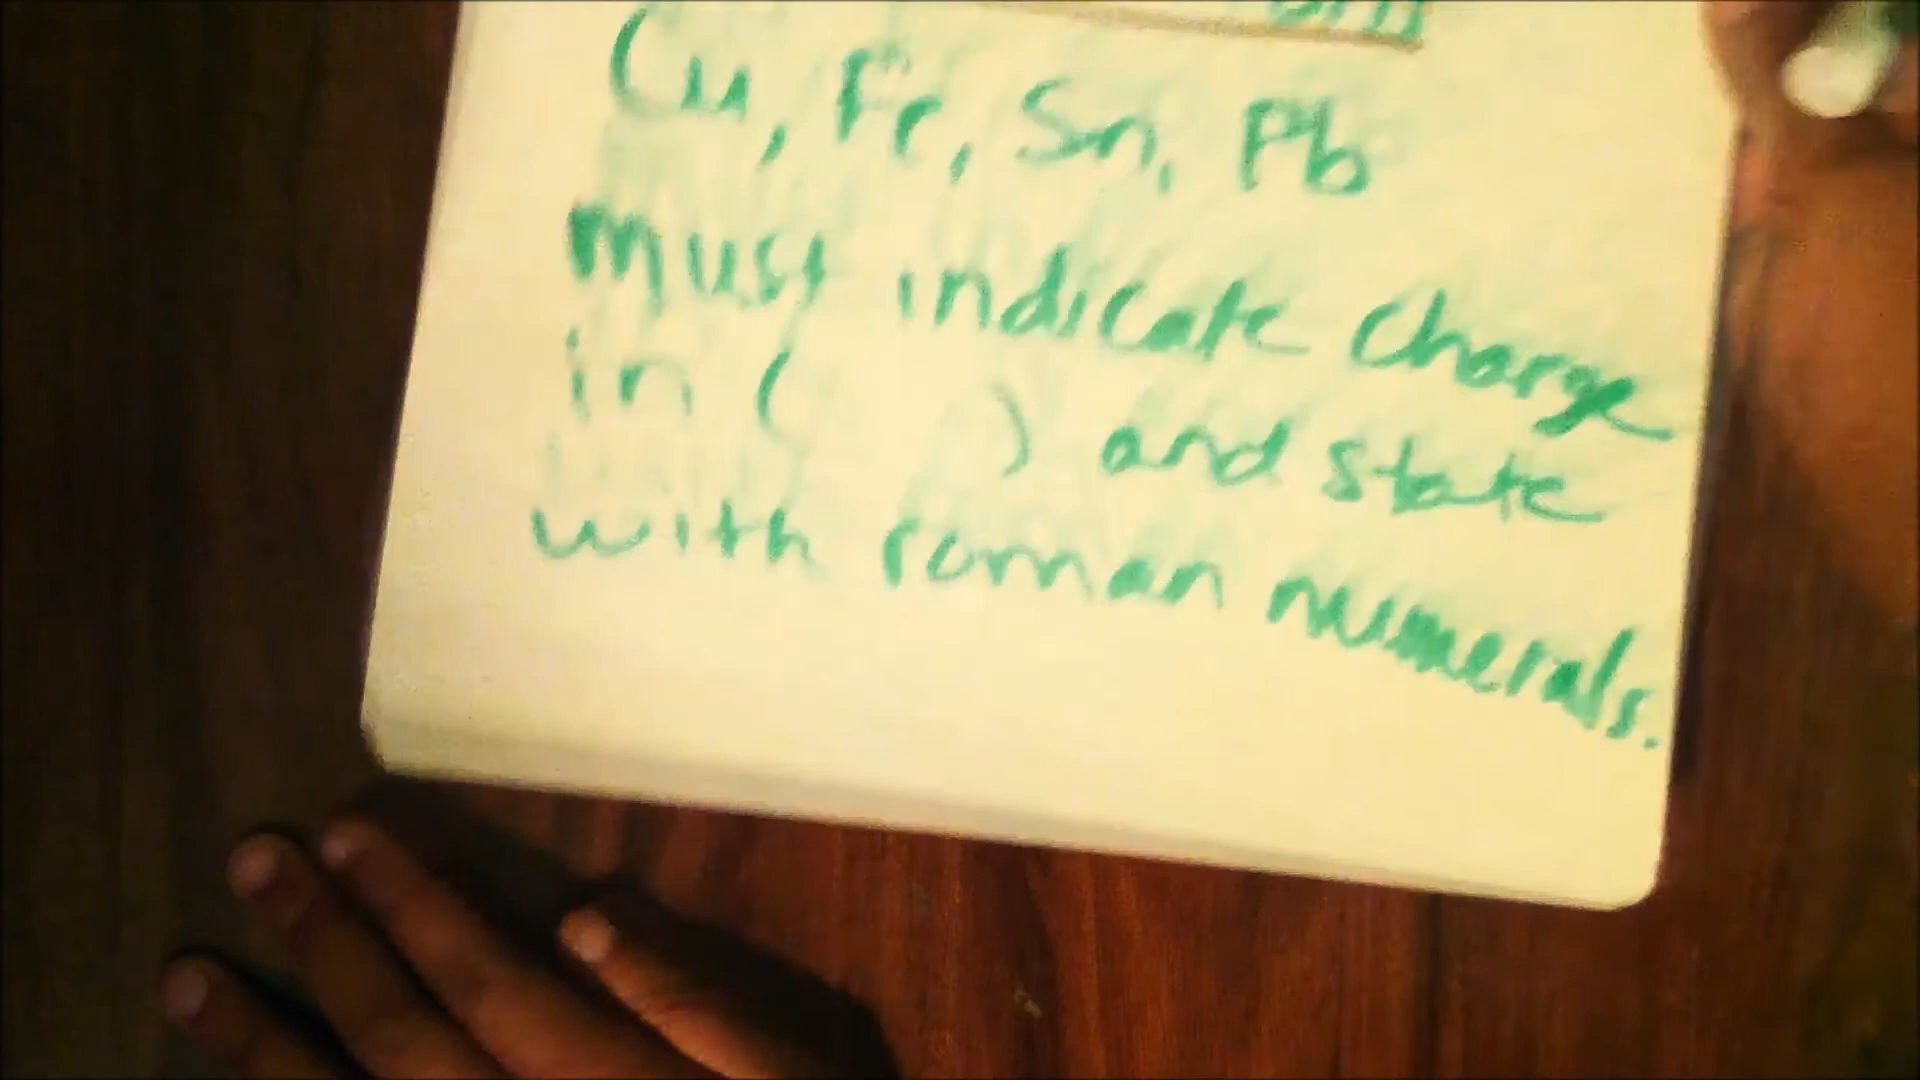 Cu, Fe, Sn, Pb
must indicate charge
in (      ) and state
with roman numerals.